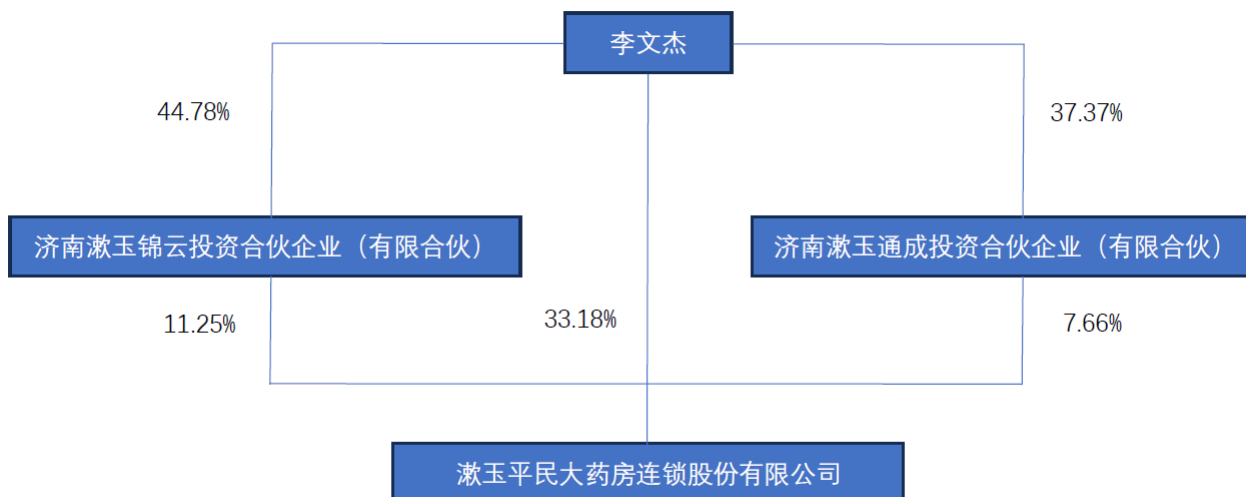 李文杰
44.78%
37.37%
济南漱玉锦云投资合伙企业（有限合伙）
济南漱玉通成投资合伙企业（有限合伙）
11.25%
33.18%
7.66%
漱玉平民大药房连锁股份有限公司